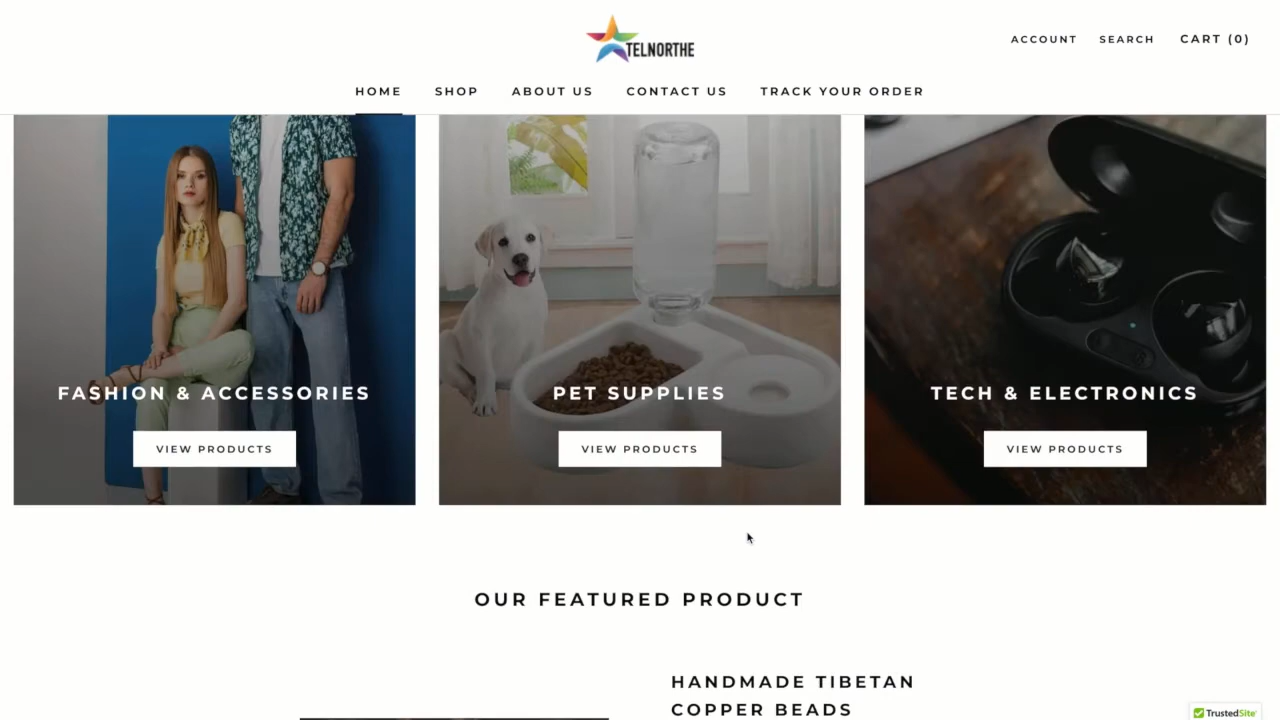 TELNORTHE
ACCOUNT SEARCH CART (0)
HOME SHOP ABOUT US CONTACT US TRACK YOUR ORDER
FASHION & ACCESSORIES
VIEW PRODUCTS
PET SUPPLIES
VIEW PRODUCTS
TECH & ELECTRONICS
VIEW PRODUCTS
OUR FEATURED PRODUCT
HANDMADE TIBETAN
COPPER BEADS
TrustedSite